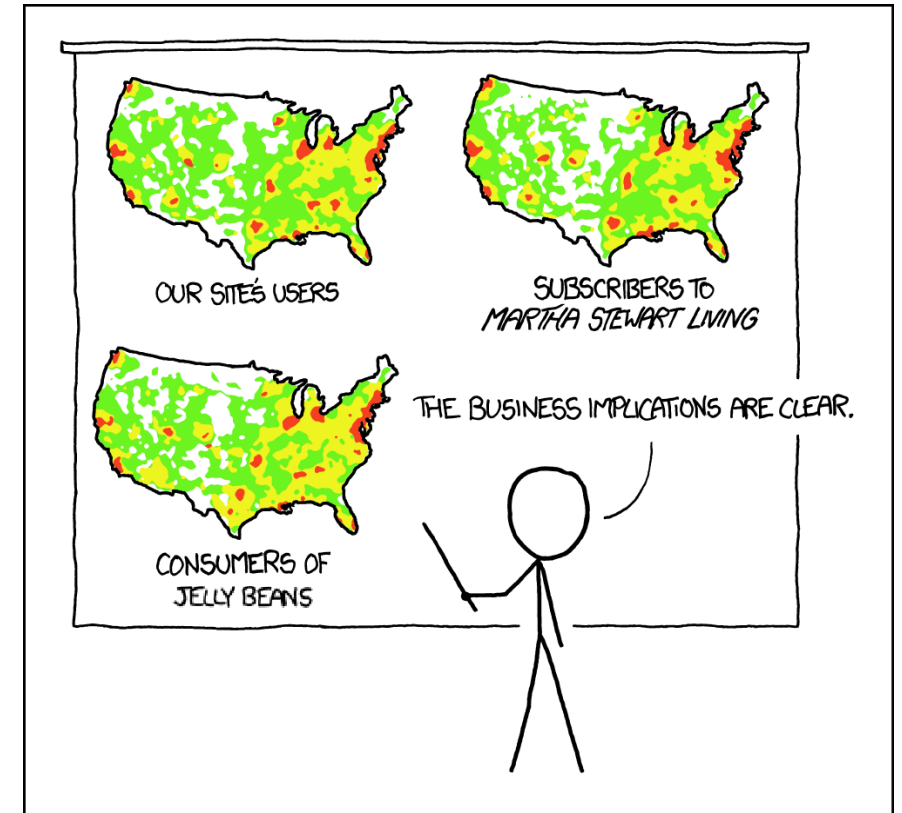 OUR SITE'S USERS
SUBSCRIBERS TO
MARTHA STEWART LIVING
THE BUSINESS IMPLICATIONS ARE CLEAR.
CONSUMERS OF
JELLY BEANS